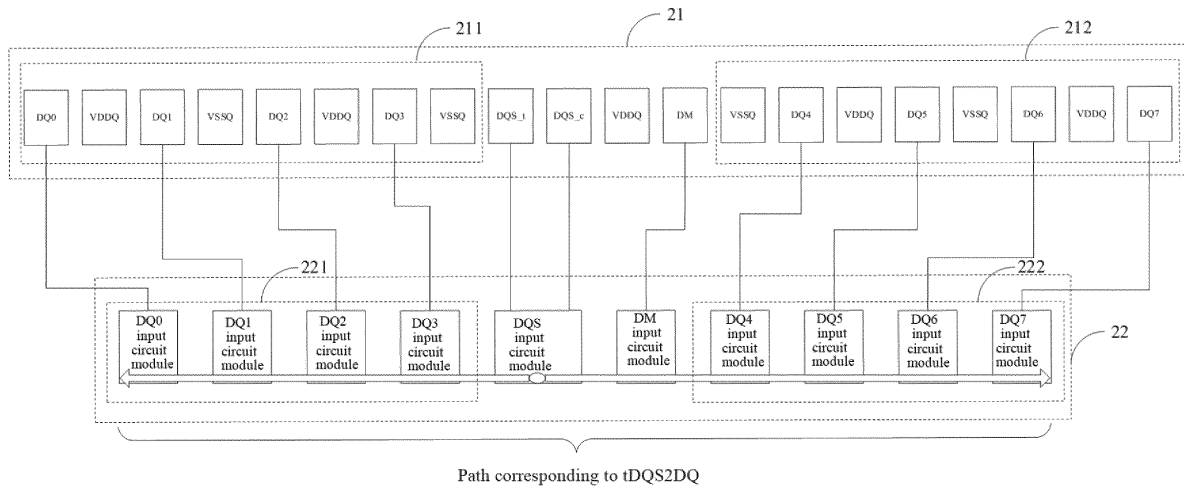 21
211
212
DQ0 VDDQ DQ1 VSSQ DQ2 VDDQ DQ3 VSSQ DQS_t DQS_c VDDQ DM VSSQ DQ4 VDDQ DQ5 VSSQ DQ6 VDDQ DQ7
221
222
22
DQ0
input
circuit
module
DQ1
input
circuit
module
DQ2
input
circuit
module
DQ3
input
circuit
module
DQS
input
circuit
module
DM
input
circuit
module
DQ4
input
circuit
module
DQ5
input
circuit
module
DQ6
input
circuit
module
DQ7
input
circuit
module
Path corresponding to tDQS2DQ